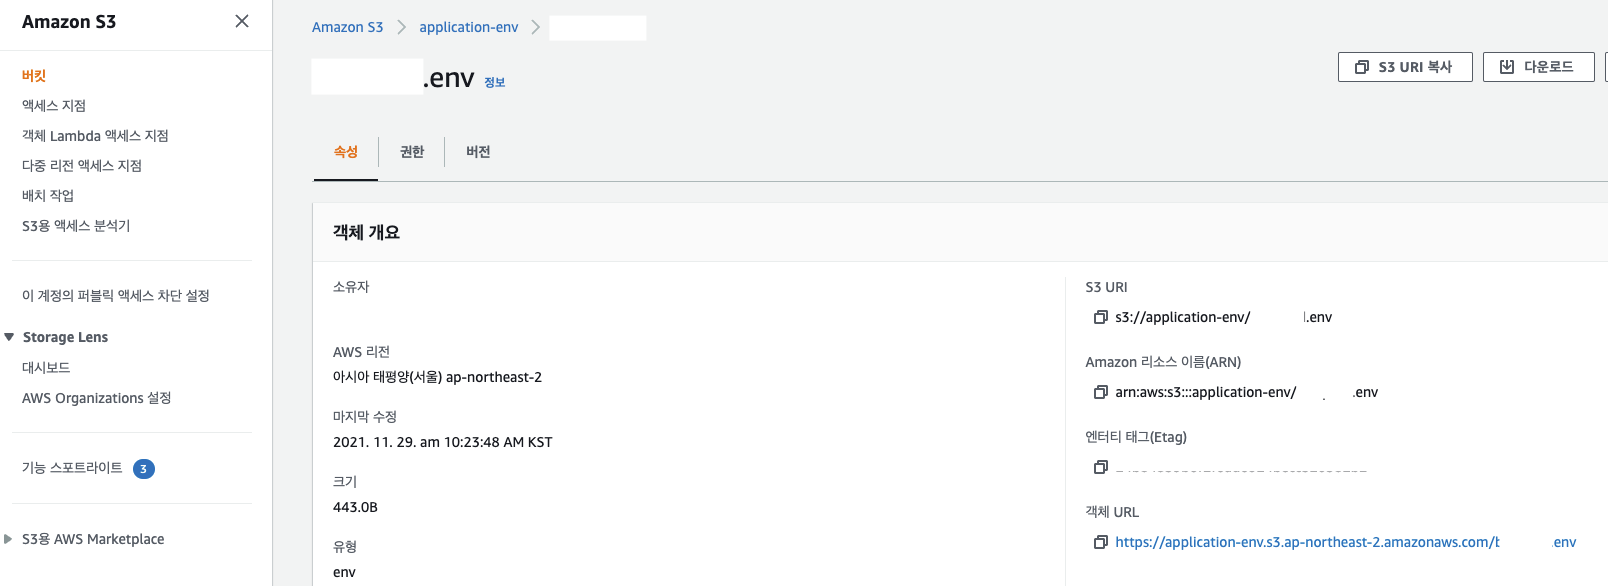 Amazon S3
버킷
액세스 지점
객체 Lambda 액세스 지점
다중 리전 액세스 지점
배치 작업
S3용 액세스 분석기
이 계정의 퍼블릭 액세스 차단 설정
Storage Lens
대시보드
AWS Organizations 설정
기능 스포트라이트 3
S3용 AWS Marketplace
Amazon S3 application-env
.env 정보
S3 URI 복사 다운로드
속성 권한 버전
객체 개요
소유자
AWS 리전
아시아 태평양(서울) ap-northeast-2
마지막 수정
2021. 11. 29. am 10:23:48 AM KST
크기
443.0B
유형
env
S3 URI
s3://application-env/ .env
Amazon 리소스 이름(ARN)
arn:aws:s3:::application-env/ .env
엔터티 태그(Etag)
객체 URL
https://application-env.s3.ap-northeast-2.amazonaws.com/b .env